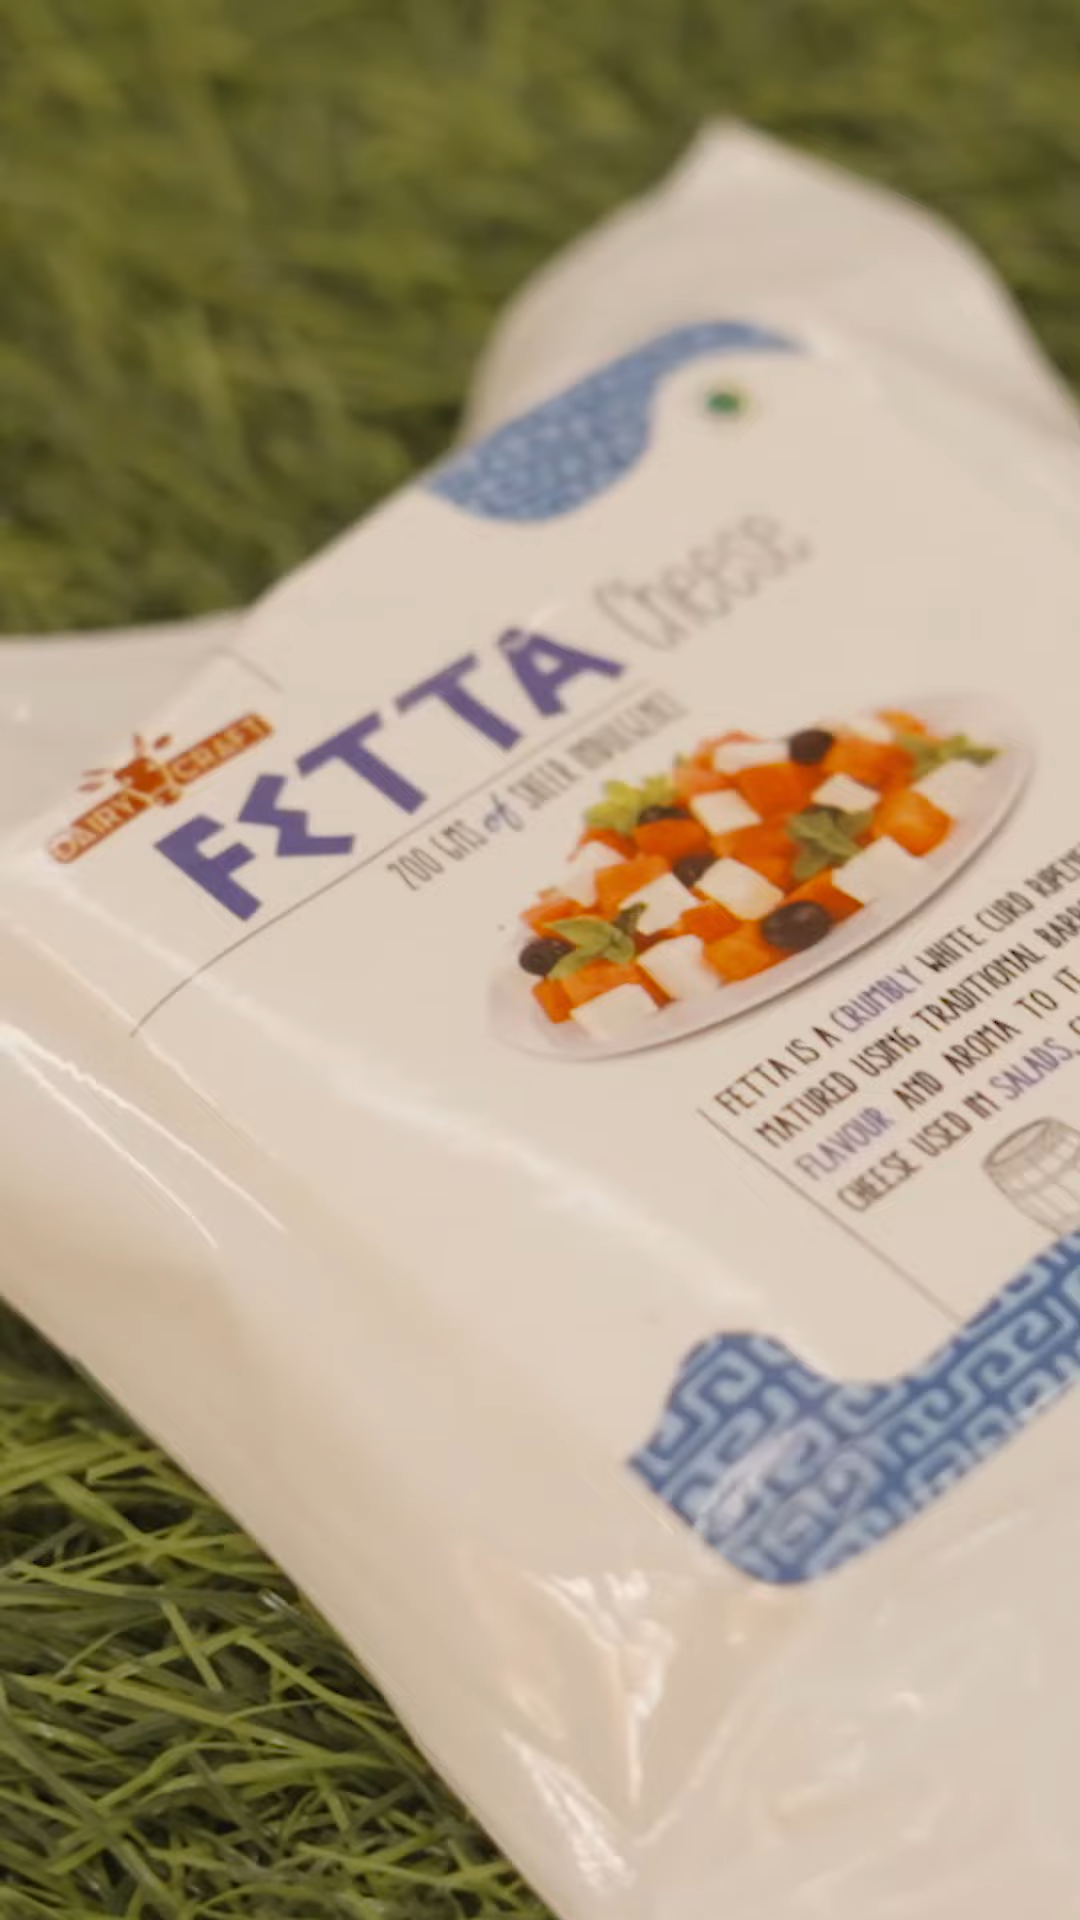 DAIRY CRAFT
FETTA Cheese
200 GMS of SHEER INDULGENCE
FETTA IS A CRUMBLY WHITE CURD
MATURED USING TRADITIONAL
FLAVOUR AND AROMA TO IT
CHEESE USED IN SALADS,